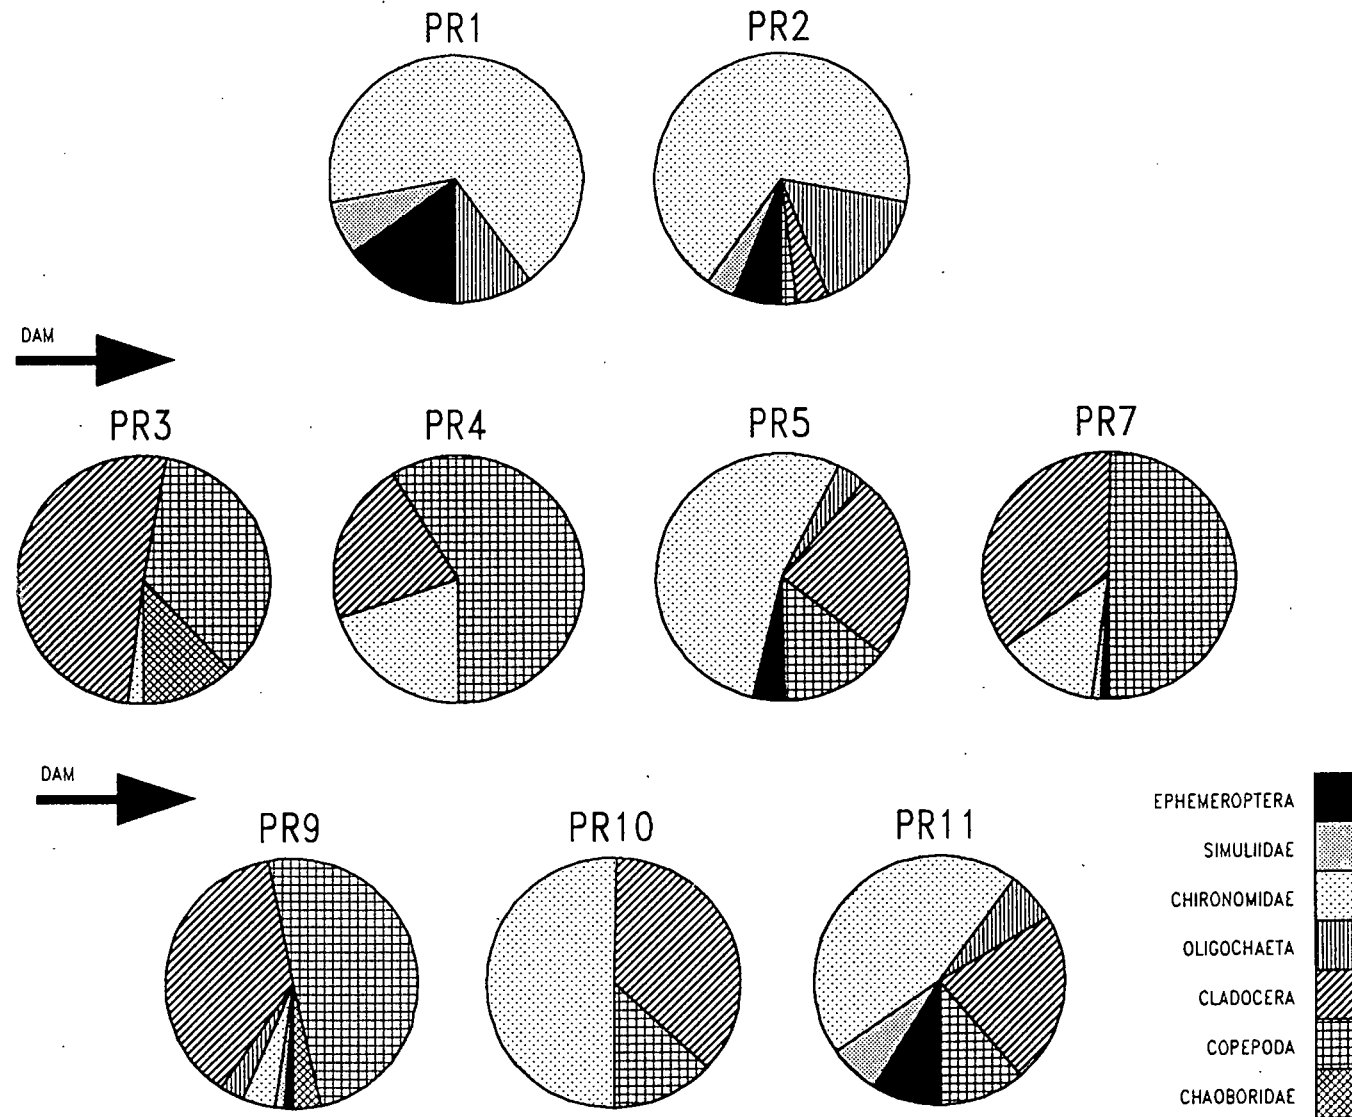 PR1
PR2
DAM
PR3
PR4
PR5
PR7
DAM
PR9
PR10
PR11
EPHEMEROPTERA
SIMULIIDAE
CHIRONOMIDAE
OLIGOCHAETA
CLADOCERA
COPEPODA
CHAOBORIDAE